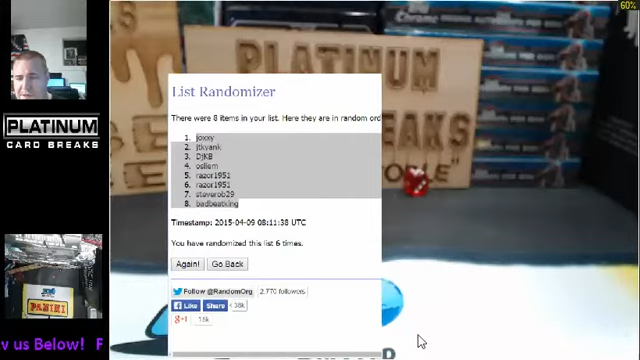 60%
PLATINUM
List Randomizer
There were 8 items in your list. Here they are in random ord
1. joxxy
2. jtkyank
3. DJKB
4. osliem
5. razor1951
6. razor1951
7. steverob29
8. badbeatking
Timestamp: 2015-04-09 08:11:38 UTC
You have randomized this list 6 times.
Again!
Go Back
Follow @RandomOrg
2,770 followers
Like
Share
38k
PLATINUM
CARD BREAKS
PANINI
v us Below! F